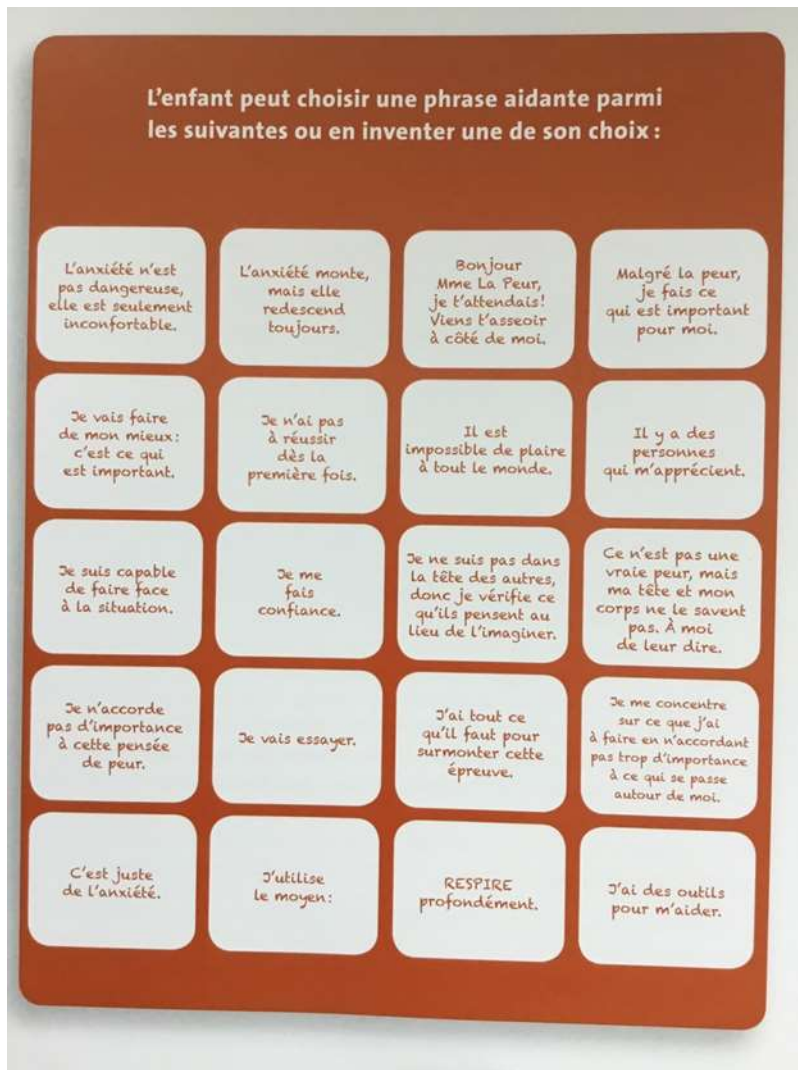 L'enfant peut choisir une phrase aidante parmi
les suivantes ou en inventer une de son choix :
L'anxiété n'est
pas dangereuse,
elle est seulement
inconfortable.
L'anxiété monte,
mais elle
redescend
toujours.
Bonjour
Mme La Peur,
je t'attendais!
Viens t'asseoir
à côté de moi.
Malgré la peur,
je fais ce
qui est important
pour moi.
Je vais faire
de mon mieux:
c'est ce qui
est important.
Je n'ai pas
à réussir
dès la
première fois.
Il est
impossible de plaire
à tout le monde.
Il y a des
personnes
qui m'apprécient.
Je suis capable
de faire face
à la situation.
Je me
fais
confiance.
Je ne suis pas dans
la tête des autres,
donc je vérifie ce
qu'ils pensent au
lieu de l'imaginer.
Ce n'est pas une
vraie peur, mais
ma tête et mon
corps ne le savent
pas. À moi
de leur dire.
Je n'accorde
pas d'importance
à cette pensée
de peur.
Je vais essayer.
J'ai tout ce
qu'il faut pour
surmonter cette
épreuve.
Je me concentre
sur ce que j'ai
à faire en n'accordant
pas trop d'importance
à ce qui se passe
autour de moi.
C'est juste
de l'anxiété.
J'utilise
le moyen:
RESPIRE
profondément.
J'ai des outils
pour m'aider.